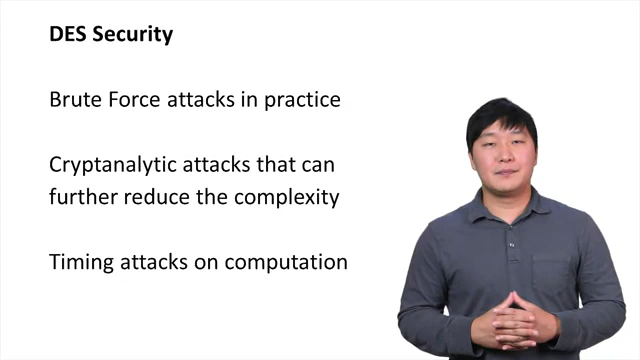 DES Security
Brute Force attacks in practice
Cryptanalytic attacks that can
further reduce the complexity
Timing attacks on computation